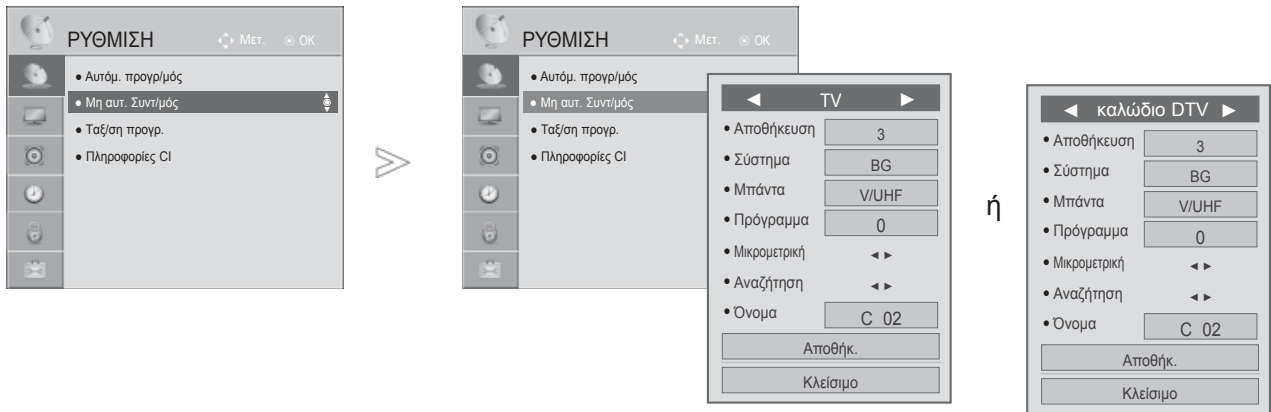 ΡΥΘΜΙΣΗ Μετ. OK
• Αυτόμ. προγρ/μός
• Μη αυτ. Συντ/μός
• Ταξ/ση προγρ.
• Πληροφορίες CI
ΡΥΘΜΙΣΗ Μετ. OK
• Αυτόμ. προγρ/μός
• Μη αυτ. Συντ/μός
• Ταξ/ση προγρ.
• Πληροφορίες CI
◄ TV ►
• Αποθήκευση 3
• Σύστημα BG
• Μπάντα V/UHF
• Πρόγραμμα 0
• Μικρομετρική ◄ ►
• Αναζήτηση ◄ ►
• Όνομα C 02
Αποθήκ.
Κλείσιμο
ή
◄ καλώδιο DTV ►
• Αποθήκευση 3
• Σύστημα BG
• Μπάντα V/UHF
• Πρόγραμμα 0
• Μικρομετρική ◄ ►
• Αναζήτηση ◄ ►
• Όνομα C 02
Αποθήκ.
Κλείσιμο